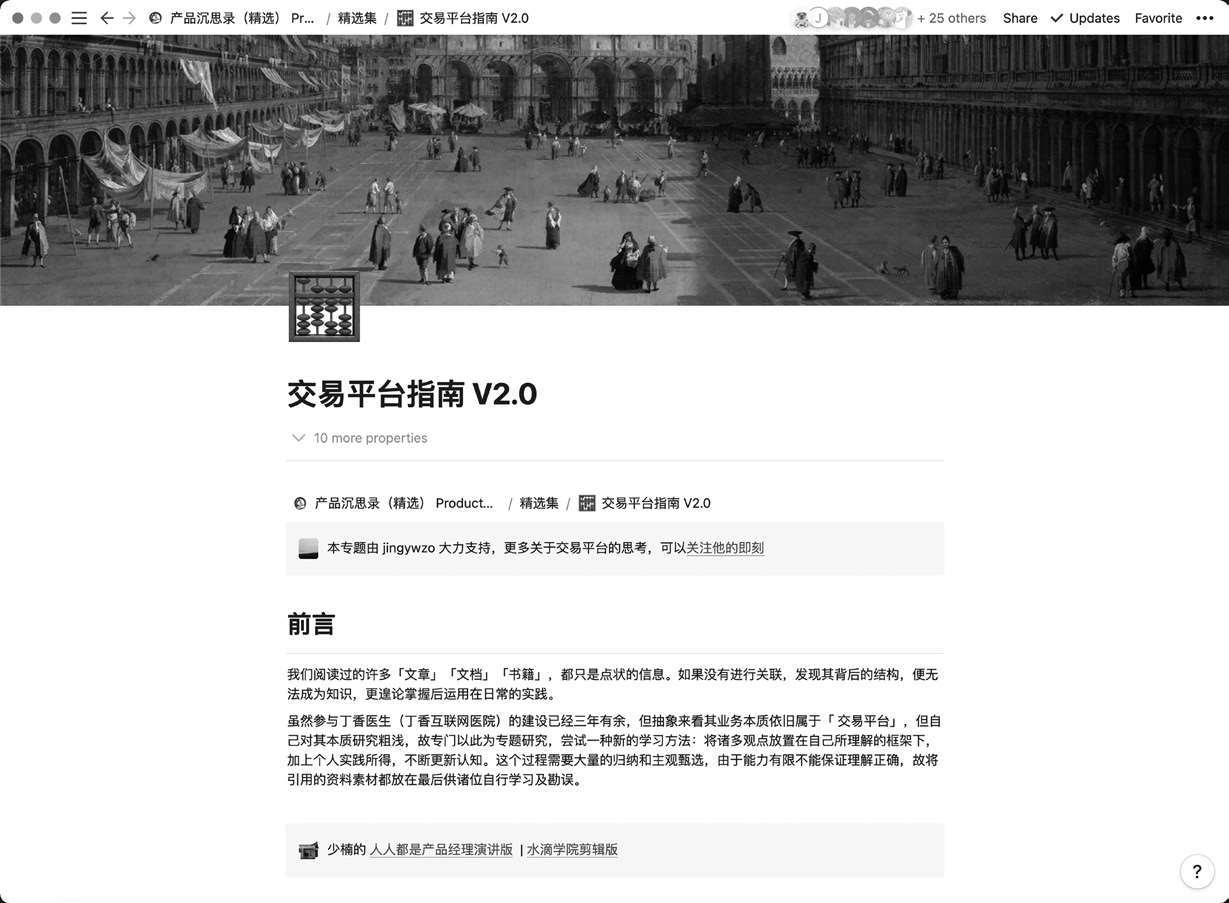 产品沉思录（精选） Pr... / 精选集 / 交易平台指南 V2.0
J + 25 others Share Updates Favorite •••
交易平台指南 V2.0
10 more properties
产品沉思录（精选） Product... / 精选集 / 交易平台指南 V2.0
本专题由 jingywzo 大力支持，更多关于交易平台的思考，可以关注他的即刻
前言
我们阅读过的许多「文章」「文档」「书籍」，都只是点状的信息。如果没有进行关联，发现其背后的结构，便无
法成为知识，更遑论掌握后运用在日常的实践。
虽然参与丁香医生（丁香互联网医院）的建设已经三年有余，但抽象来看其业务本质依旧属于「 交易平台」，但自
己对其本质研究粗浅，故专门以此为专题研究，尝试一种新的学习方法：将诸多观点放置在自己所理解的框架下，
加上个人实践所得，不断更新认知。这个过程需要大量的归纳和主观甄选，由于能力有限不能保证理解正确，故将
引用的资料素材都放在最后供诸位自行学习及勘误。
少楠的 人人都是产品经理演讲版 | 水滴学院剪辑版
?